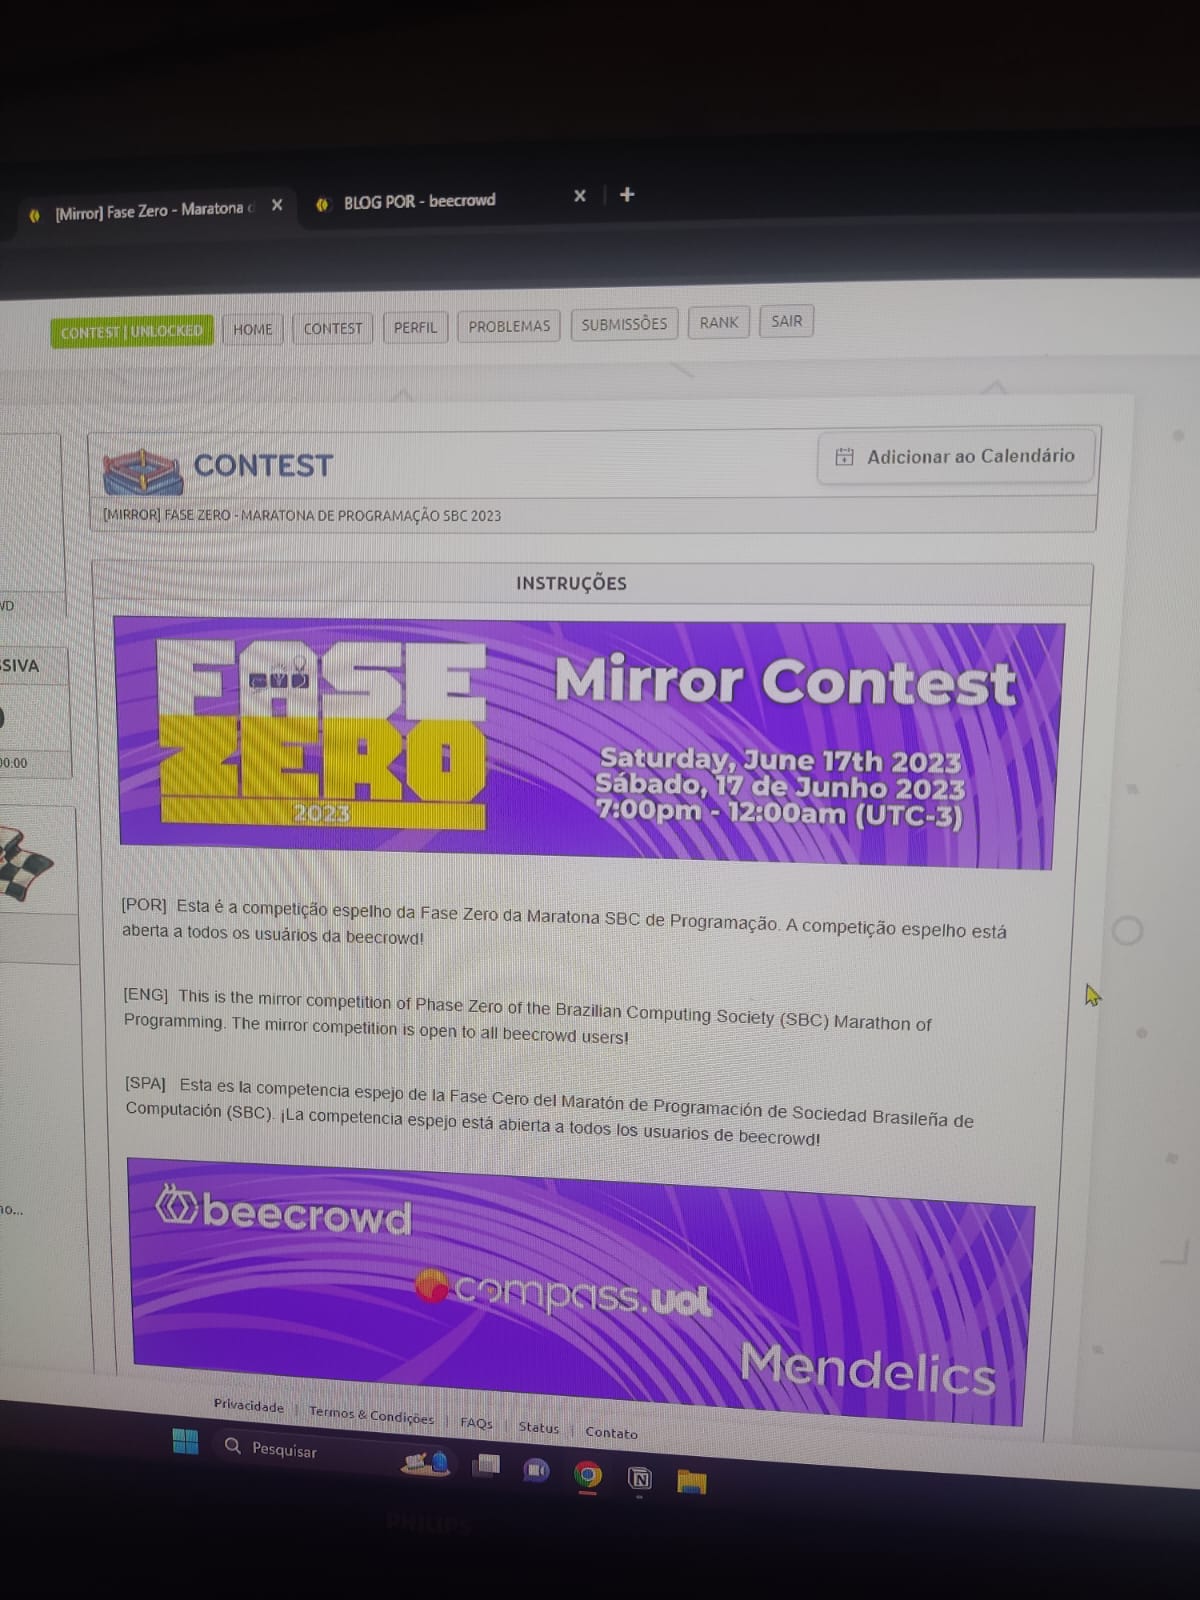 [Mirror] Fase Zero - Maratona
BLOG POR - beecrowd
CONTEST | UNLOCKED
HOME
CONTEST
PERFIL
PROBLEMAS
SUBMISSÕES
RANK
SAIR
CONTEST
Adicionar ao Calendário
[MIRROR] FASE ZERO - MARATONA DE PROGRAMAÇÃO SBC 2023
INSTRUÇÕES
SSIVA
00:00
FASE
ZERO
2023
Mirror Contest
Saturday, June 17th 2023
Sábado, 17 de Junho 2023
7:00pm - 12:00am (UTC-3)
[POR] Esta é a competição espelho da Fase Zero da Maratona SBC de Programação. A competição espelho está
aberta a todos os usuários da beecrowd!
[ENG] This is the mirror competition of Phase Zero of the Brazilian Computing Society (SBC) Marathon of
Programming. The mirror competition is open to all beecrowd users!
[SPA] Esta es la competencia espejo de la Fase Cero del Maratón de Programación de Sociedad Brasileña de
Computación (SBC). ¡La competencia espejo está abierta a todos los usuarios de beecrowd!
beecrowd
compass.uol
Mendelics
Privacidade | Termos & Condições | FAQs | Status | Contato
Pesquisar
PHILIPS